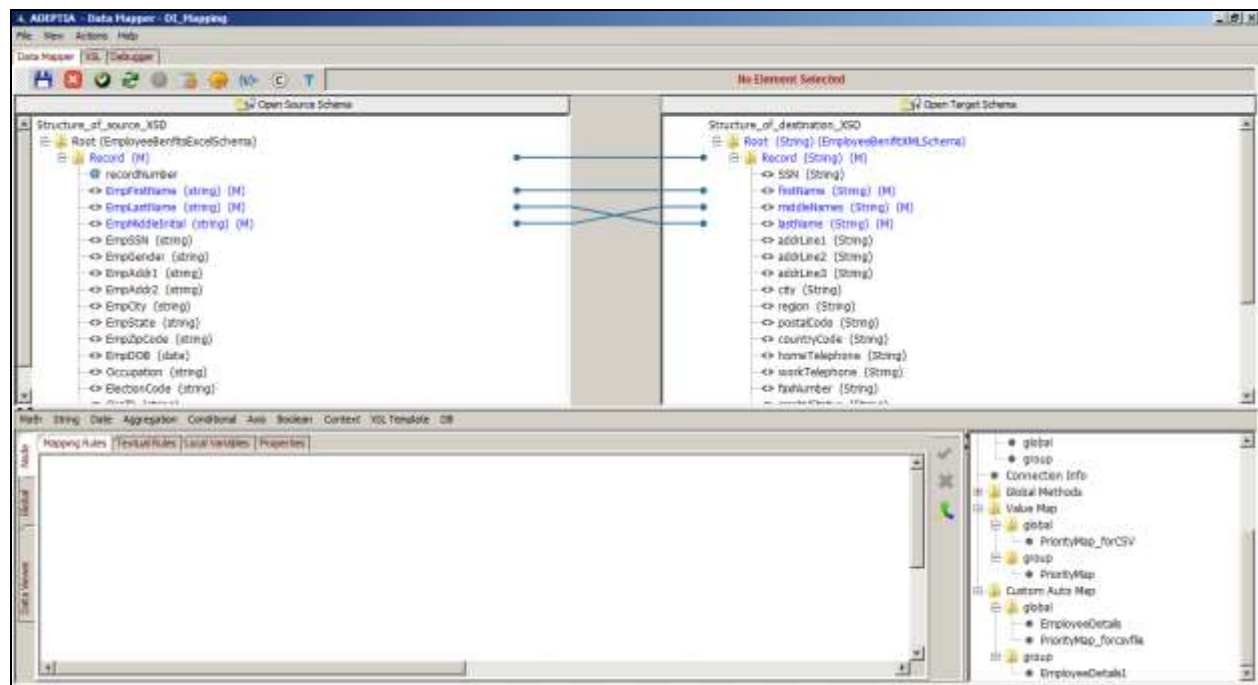 ADEPTIA - Data Mapper - OI_Mapping
File View Actions Help
Data Mapper XSL Debugger
No Element Selected
Open Source Schema
Open Target Schema
Structure_of_source_XSD
Root (EmployeeBenfitsExcelSchema)
Record (M)
recordNumber
EmpFirstName (string) (M)
EmpLastName (string) (M)
EmpMiddleInital (string) (M)
EmpSSN (string)
EmpGender (string)
EmpAddr1 (string)
EmpAddr2 (string)
EmpCity (string)
EmpState (string)
EmpZipCode (string)
EmpDOB (date)
Occupation (string)
ElectionCode (string)
Structure_of_destination_XSD
Root (String) (EmployeeBenifitXMLSchema)
Record (String) (M)
SSN (String)
firstName (String) (M)
middleNames (String) (M)
lastName (String) (M)
addrLine1 (String)
addrLine2 (String)
addrLine3 (String)
city (String)
region (String)
postalCode (String)
countryCode (String)
homeTelephone (String)
workTelephone (String)
faxNumber (String)
Math String Date Aggregation Conditional Axis Boolean Context XSL Template DB
Mapping Rules Textual Rules Local Variables Properties
Node
Global
Data Viewer
global
group
Connection Info
Global Methods
Value Map
global
PriorityMap_forCSV
group
PriorityMap
Custom Auto Map
global
EmployeeDetails
PriorityMap_forcsvfile
group
EmployeeDetails1